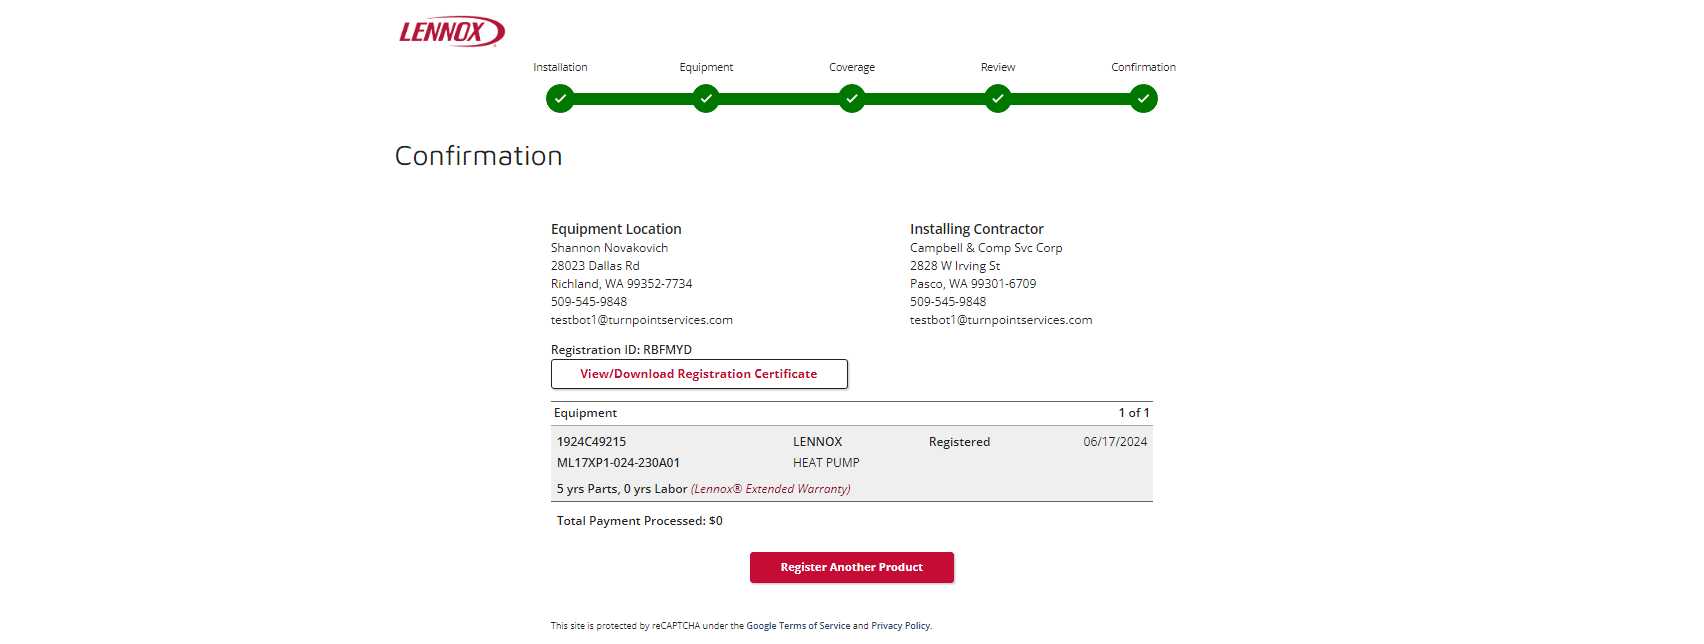 LENNOX
Installation Equipment Coverage Review Confirmation
Confirmation
Equipment Location
Shannon Novakovich
28023 Dallas Rd
Richland, WA 99352-7734
509-545-9848
testbot1@turnpointservices.com
Installing Contractor
Campbell & Comp Svc Corp
2828 W Irving St
Pasco, WA 99301-6709
509-545-9848
testbot1@turnpointservices.com
Registration ID: RBFMYD
View/Download Registration Certificate
Equipment 1 of 1
1924C49215 LENNOX Registered 06/17/2024
ML17XP1-024-230A01 HEAT PUMP
5 yrs Parts, 0 yrs Labor (Lennox® Extended Warranty)
Total Payment Processed: $0
Register Another Product
This site is protected by reCAPTCHA under the Google Terms of Service and Privacy Policy.